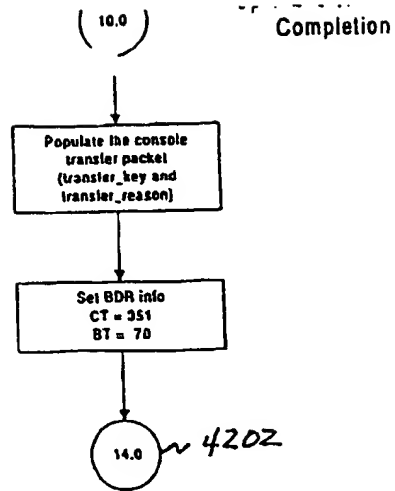 Completion
10.0
Populate the console
transfer packet
(transfer_key and
transfer_reason)
Set BDR info
CT = 351
BT = 70
14.0
4202